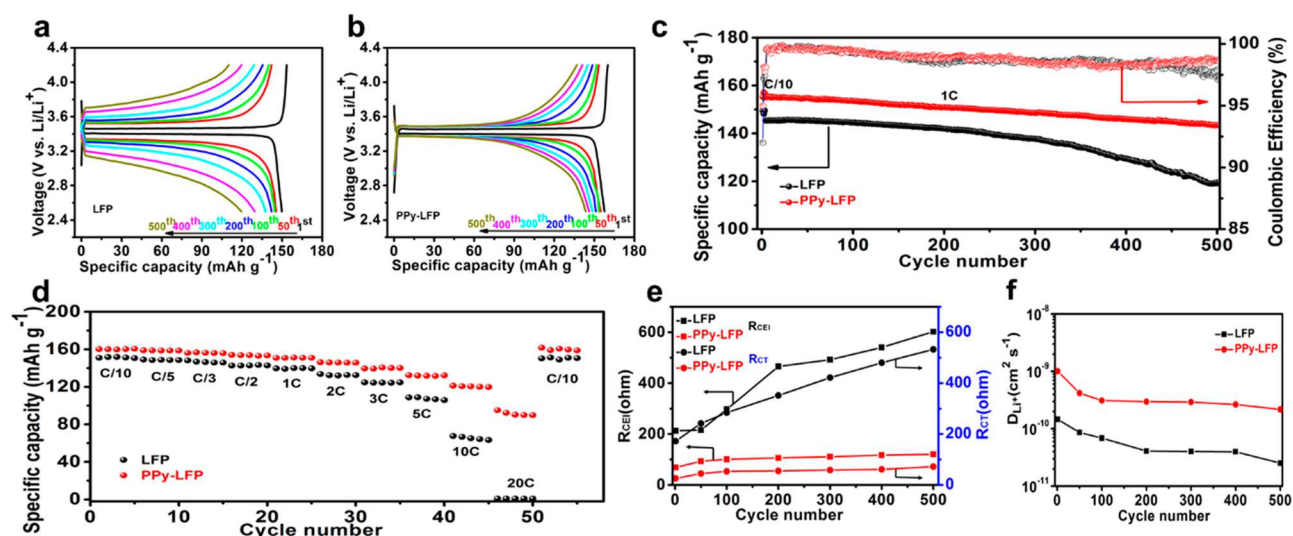 a
4.4
4.0
3.6
3.2
2.8
2.4
Voltage (V vs. Li/Li⁺)
LFP
500th 400th 300th 200th 100th 50th 1st
0 30 60 90 120 150 180
Specific capacity (mAh g⁻¹)
b
4.4
4.0
3.6
3.2
2.8
2.4
Voltage (V vs. Li/Li⁺)
PPy-LFP
500th 400th 300th 200th 100th 50th 1st
0 30 60 90 120 150 180
Specific capacity (mAh g⁻¹)
c
180
170
160
150
140
130
120
100
Specific capacity (mAh g⁻¹)
C/10
1C
LFP
PPy-LFP
100
95
90
85
Coulombic Efficiency (%)
0 100 200 300 400 500
Cycle number
d
200
160
120
80
40
0
Specific capacity (mAh g⁻¹)
C/10 C/5 C/3 C/2 1C 2C 3C 5C 10C 20C C/10
LFP
PPy-LFP
0 10 20 30 40 50
Cycle number
e
600
400
200
0
RCEI(ohm)
LFP
PPy-LFP
RCEI
LFP
PPy-LFP
RCT
600
500
400
300
200
100
0
RCT(ohm)
0 100 200 300 400 500
Cycle number
f
10⁻⁸
10⁻⁹
10⁻¹⁰
10⁻¹¹
DLi⁺(cm² s⁻¹)
LFP
PPy-LFP
0 100 200 300 400 500
Cycle number